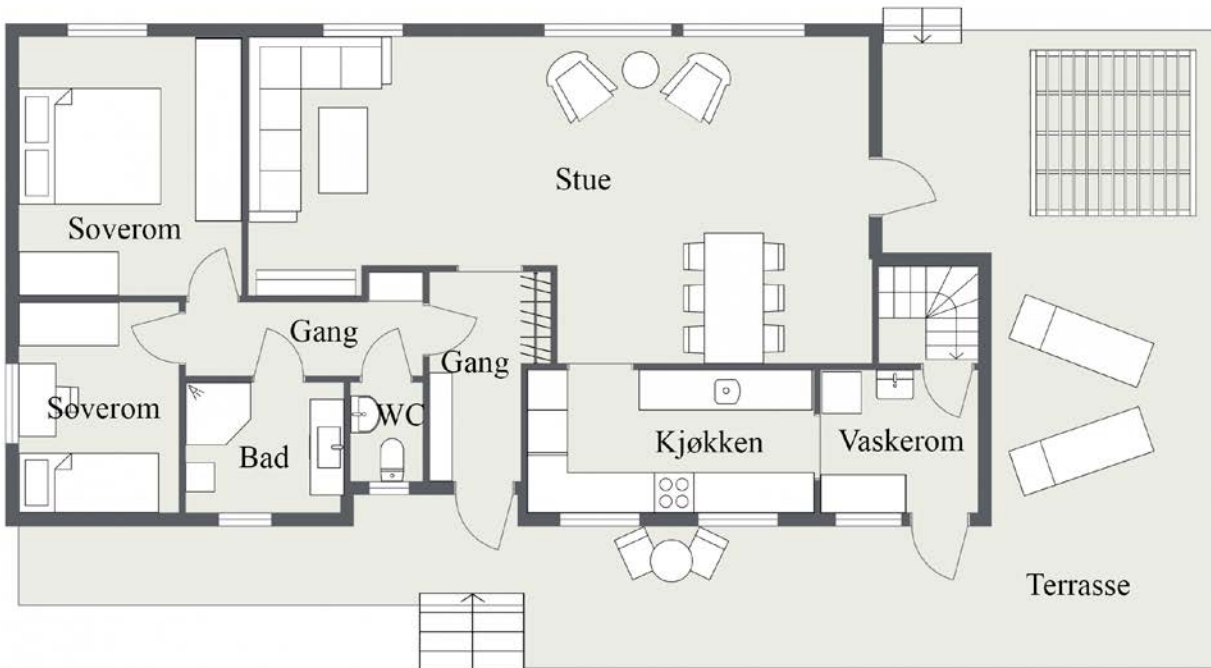 Stue
Soverom
Gang
Gang
Soverom
WC
Bad
Kjøkken
Vaskerom
Terrasse